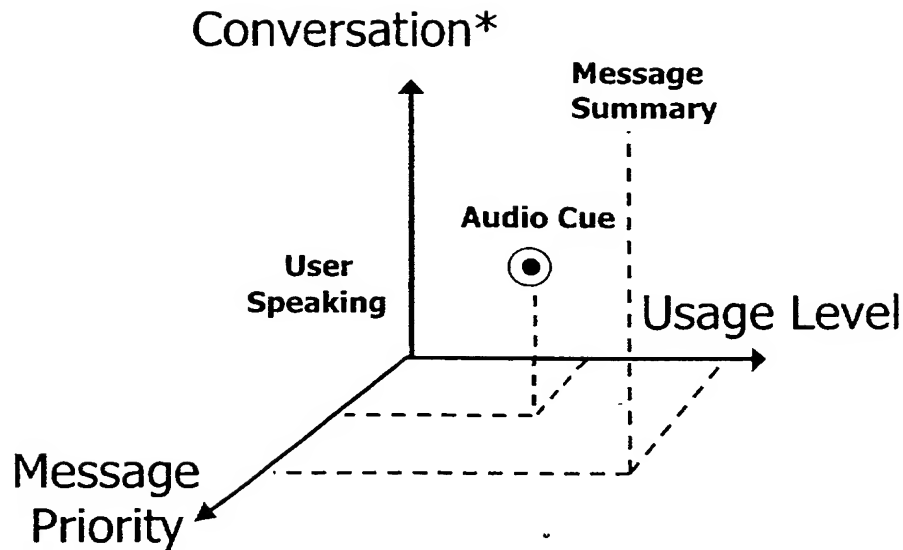 Conversation*
Message
Summary
Audio Cue
User
Speaking
Usage Level
Message
Priority